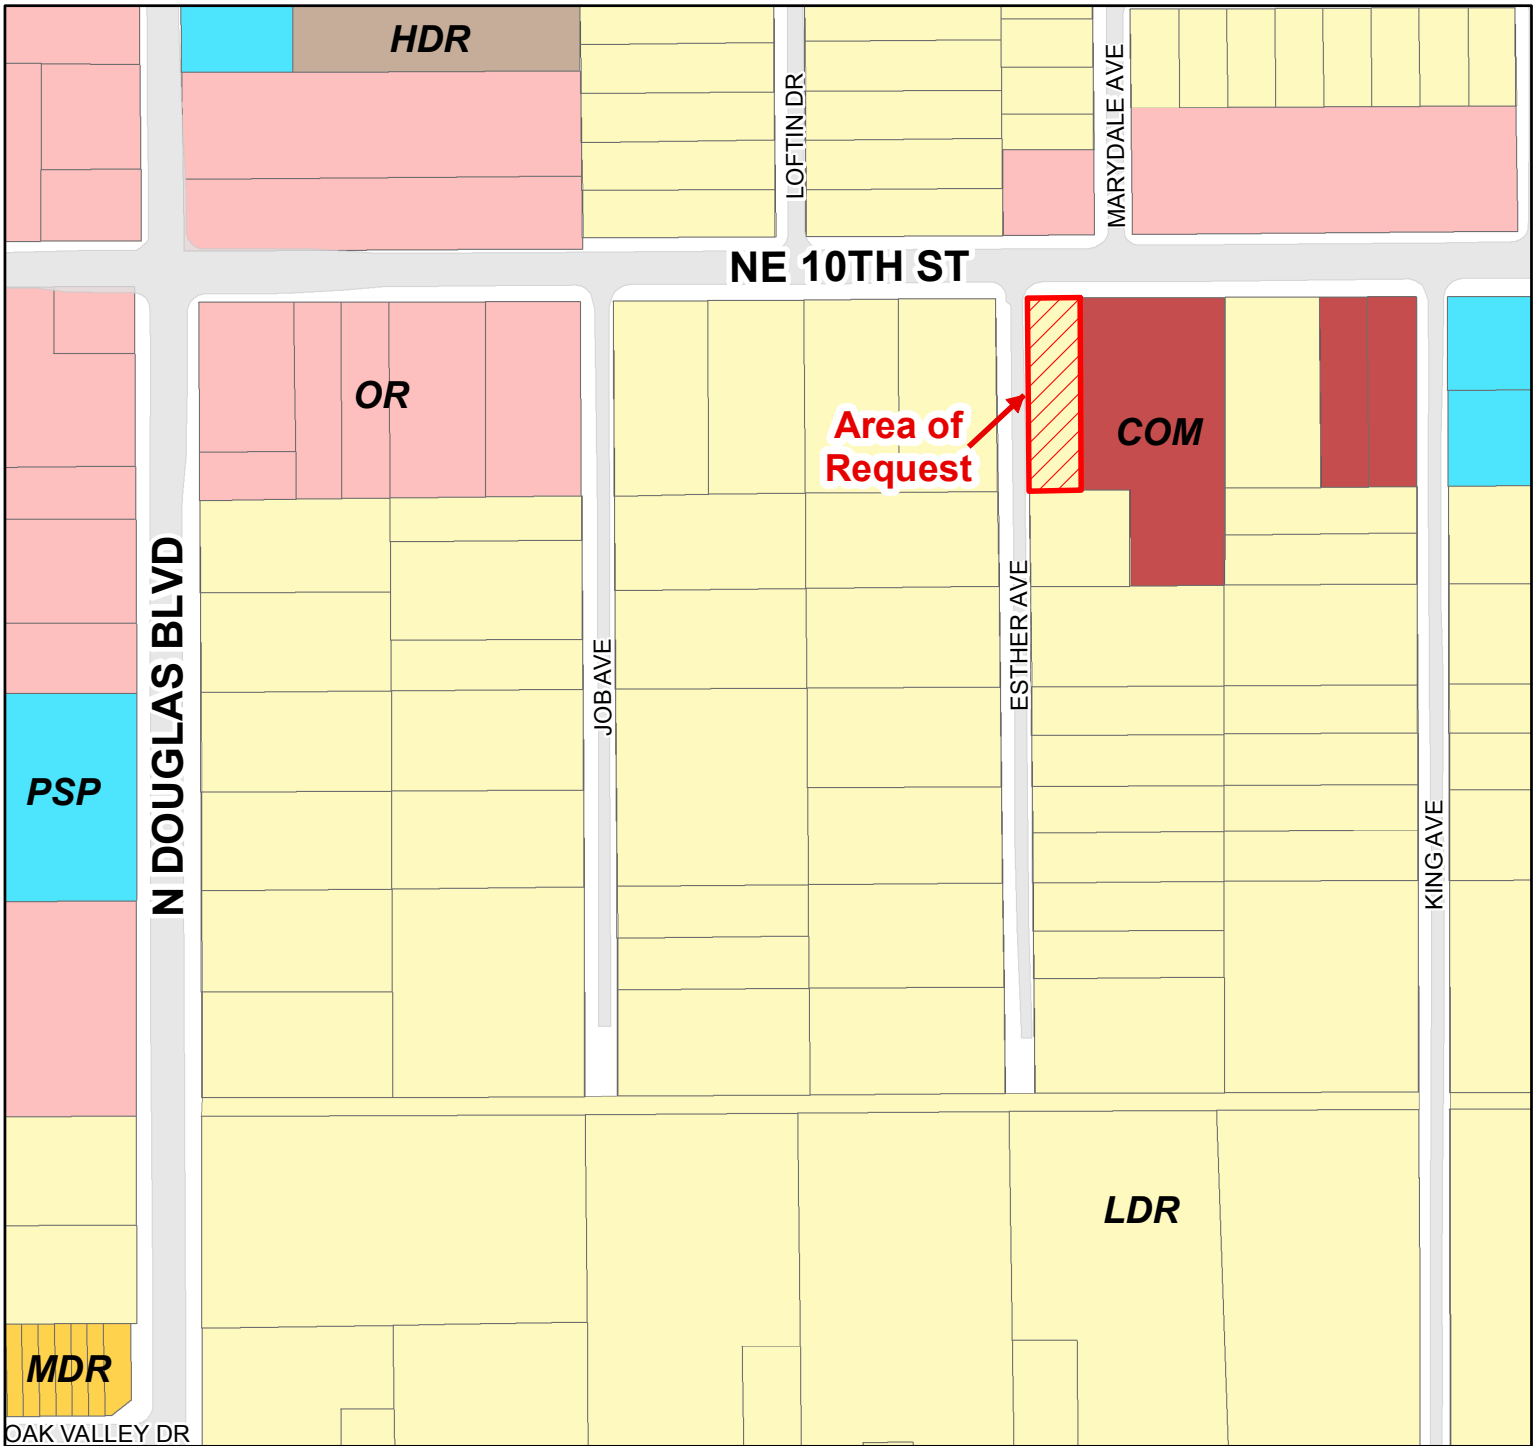 HDR
LOFTIN DR
MARYDALE AVE
NE 10TH ST
OR
Area of
Request
COM
N DOUGLAS BLVD
JOB AVE
ESTHER AVE
PSP
KING AVE
LDR
MDR
OAK VALLEY DR